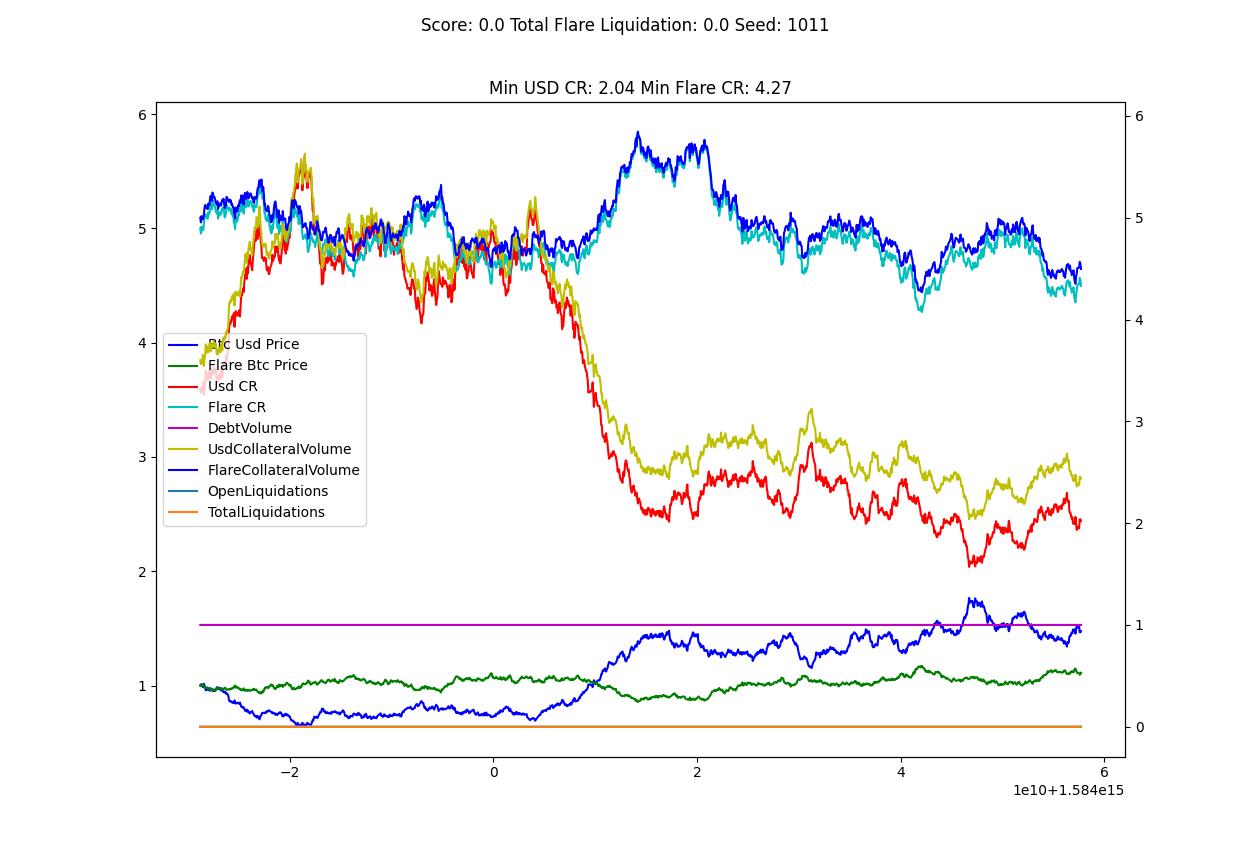 Score: 0.0 Total Flare Liquidation: 0.0 Seed: 1011
Min USD CR: 2.04 Min Flare CR: 4.27
6
5
4
3
2
1
6
5
4
3
2
1
0
Btc Usd Price
Flare Btc Price
Usd CR
Flare CR
DebtVolume
UsdCollateralVolume
FlareCollateralVolume
OpenLiquidations
TotalLiquidations
−2 0 2 4 6
1e10+1.584e15